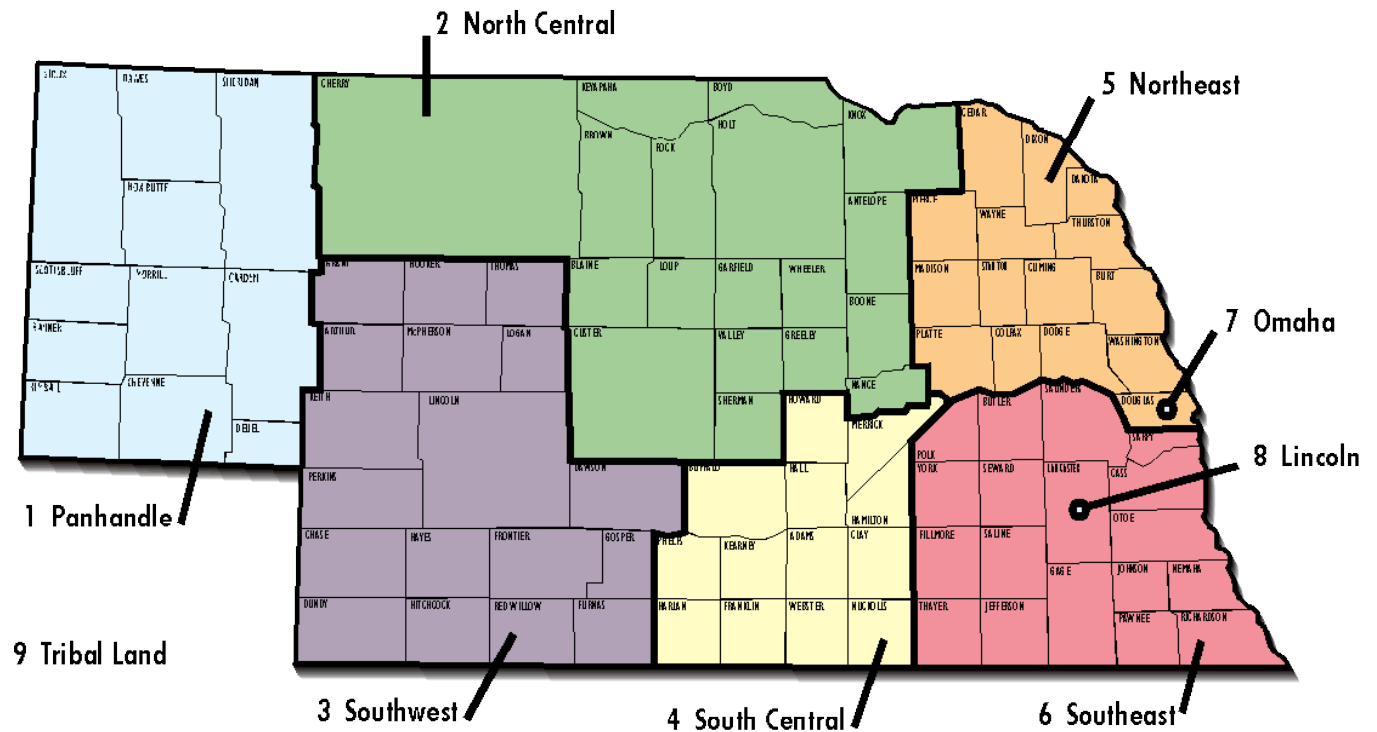 2 North Central
5 Northeast
SIOUX
DAWES
SHERIDAN
CHERRY
KEYAPAHA
BOYD
KNOX
CEDAR
DIXON
DAKOTA
BROWN
ROCK
HOLT
BOX BUTTE
ANTELOPE
PIERCE
WAYNE
THURSTON
SCOTTSBLUFF
MORRILL
GARDEN
GRANT
HOOKER
THOMAS
BLAINE
LOUP
GARFIELD
WHEELER
BOONE
MADISON
STANTON
CUMING
BURT
BANNER
ARTHUR
McPHERSON
LOGAN
CUSTER
VALLEY
GREELEY
PLATTE
COLFAX
DODGE
WASHINGTON
7 Omaha
KIMBALL
CHEYENNE
DEUEL
KEITH
LINCOLN
SHERMAN
HOWARD
NANCE
MERRICK
BUTLER
SAUNDERS
DOUGLAS
SARPY
8 Lincoln
PERKINS
DAWSON
BUFFALO
HALL
HAMILTON
POLK
YORK
SEWARD
LANCASTER
CASS
OTOE
1 Panhandle
CHASE
HAYES
FRONTIER
GOSPER
PHELPS
KEARNEY
ADAMS
CLAY
FILLMORE
SALINE
GAGE
JOHNSON
NEMAHA
DUNDY
HITCHCOCK
RED WILLOW
FURNAS
HARLAN
FRANKLIN
WEBSTER
NUCKOLLS
THAYER
JEFFERSON
PAWNEE
RICHARDSON
9 Tribal Land
3 Southwest
4 South Central
6 Southeast